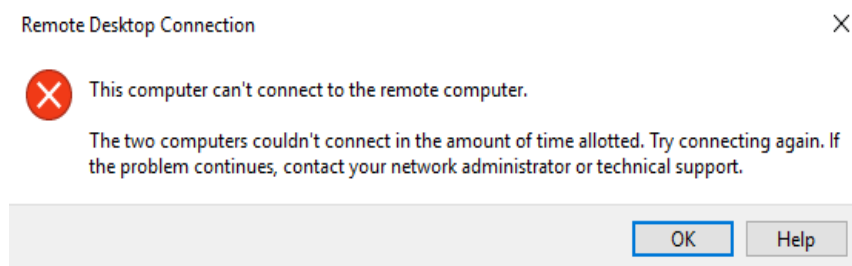 Remote Desktop Connection
This computer can't connect to the remote computer.
The two computers couldn't connect in the amount of time allotted. Try connecting again. If
the problem continues, contact your network administrator or technical support.
OK
Help